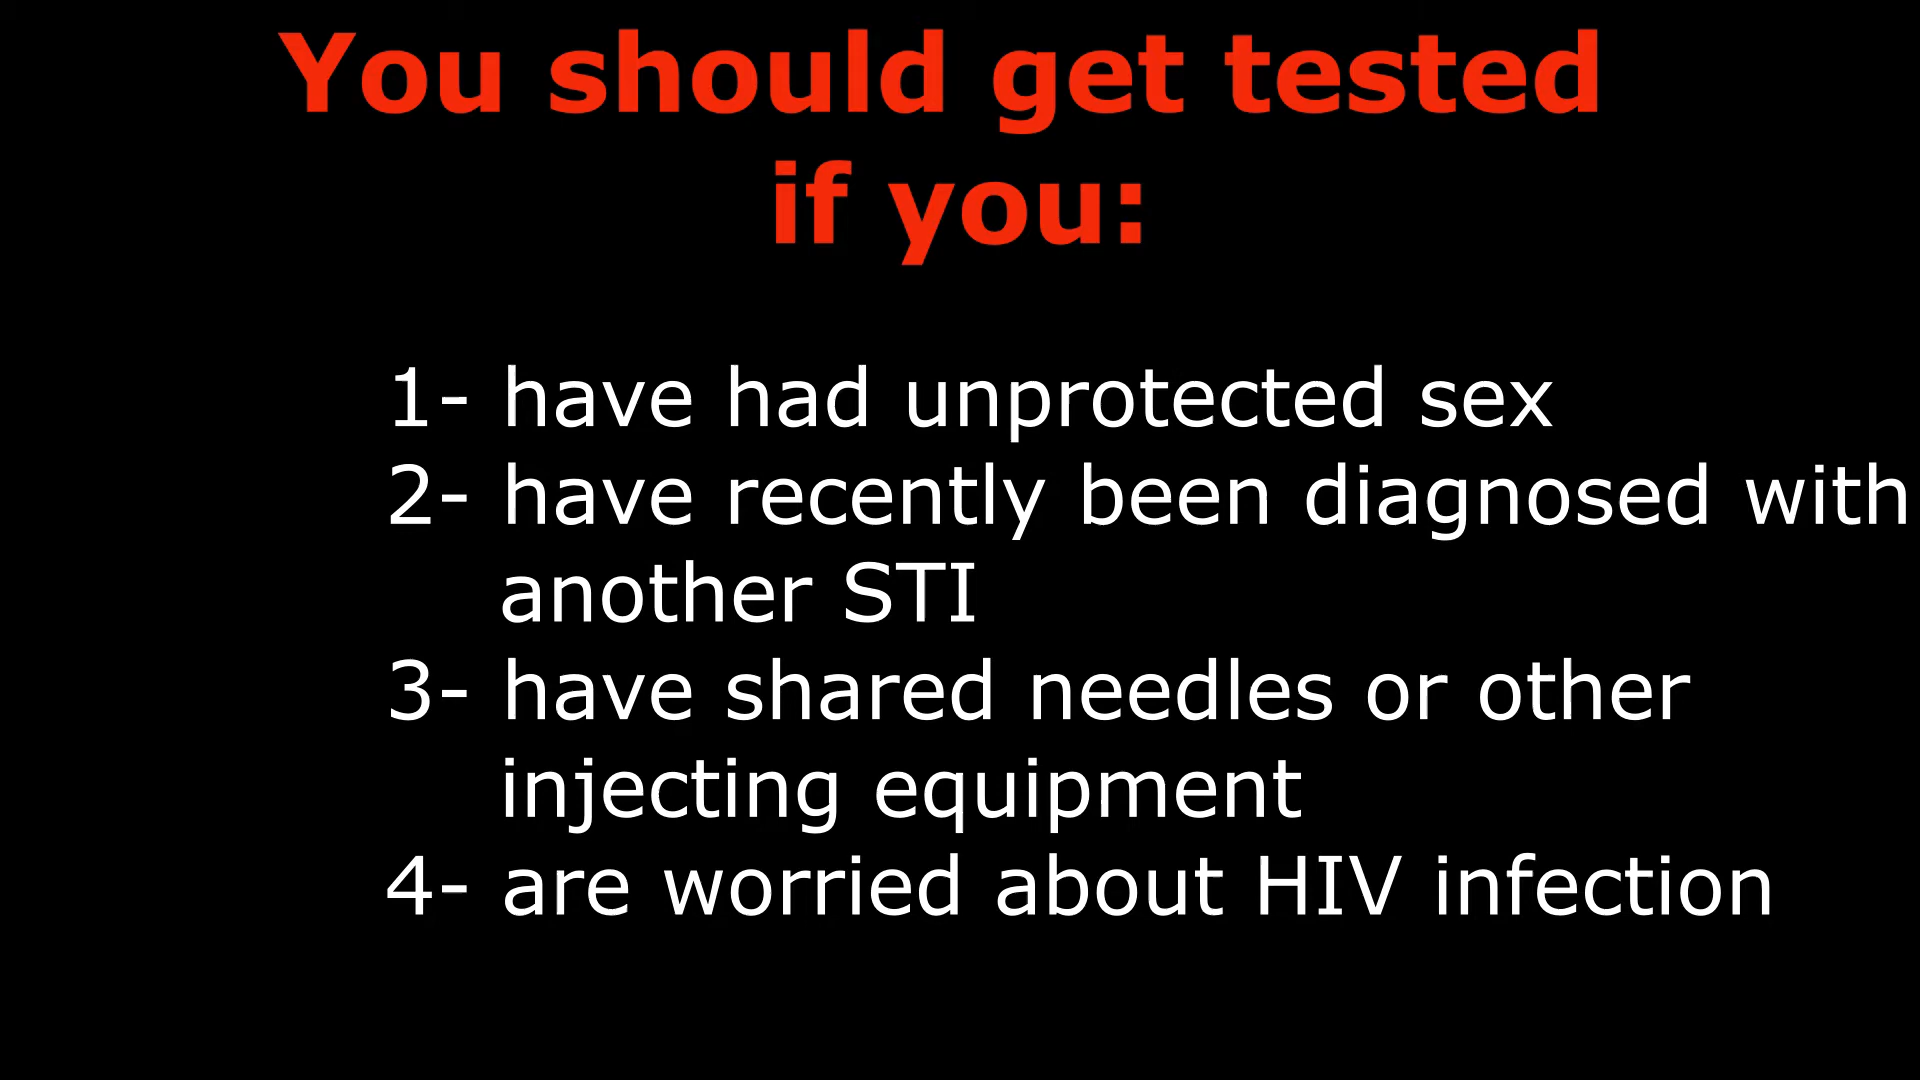 You should get tested
if you:
1- have had unprotected sex
2- have recently been diagnosed with
another STI
3- have shared needles or other
injecting equipment
4- are worried about HIV infection